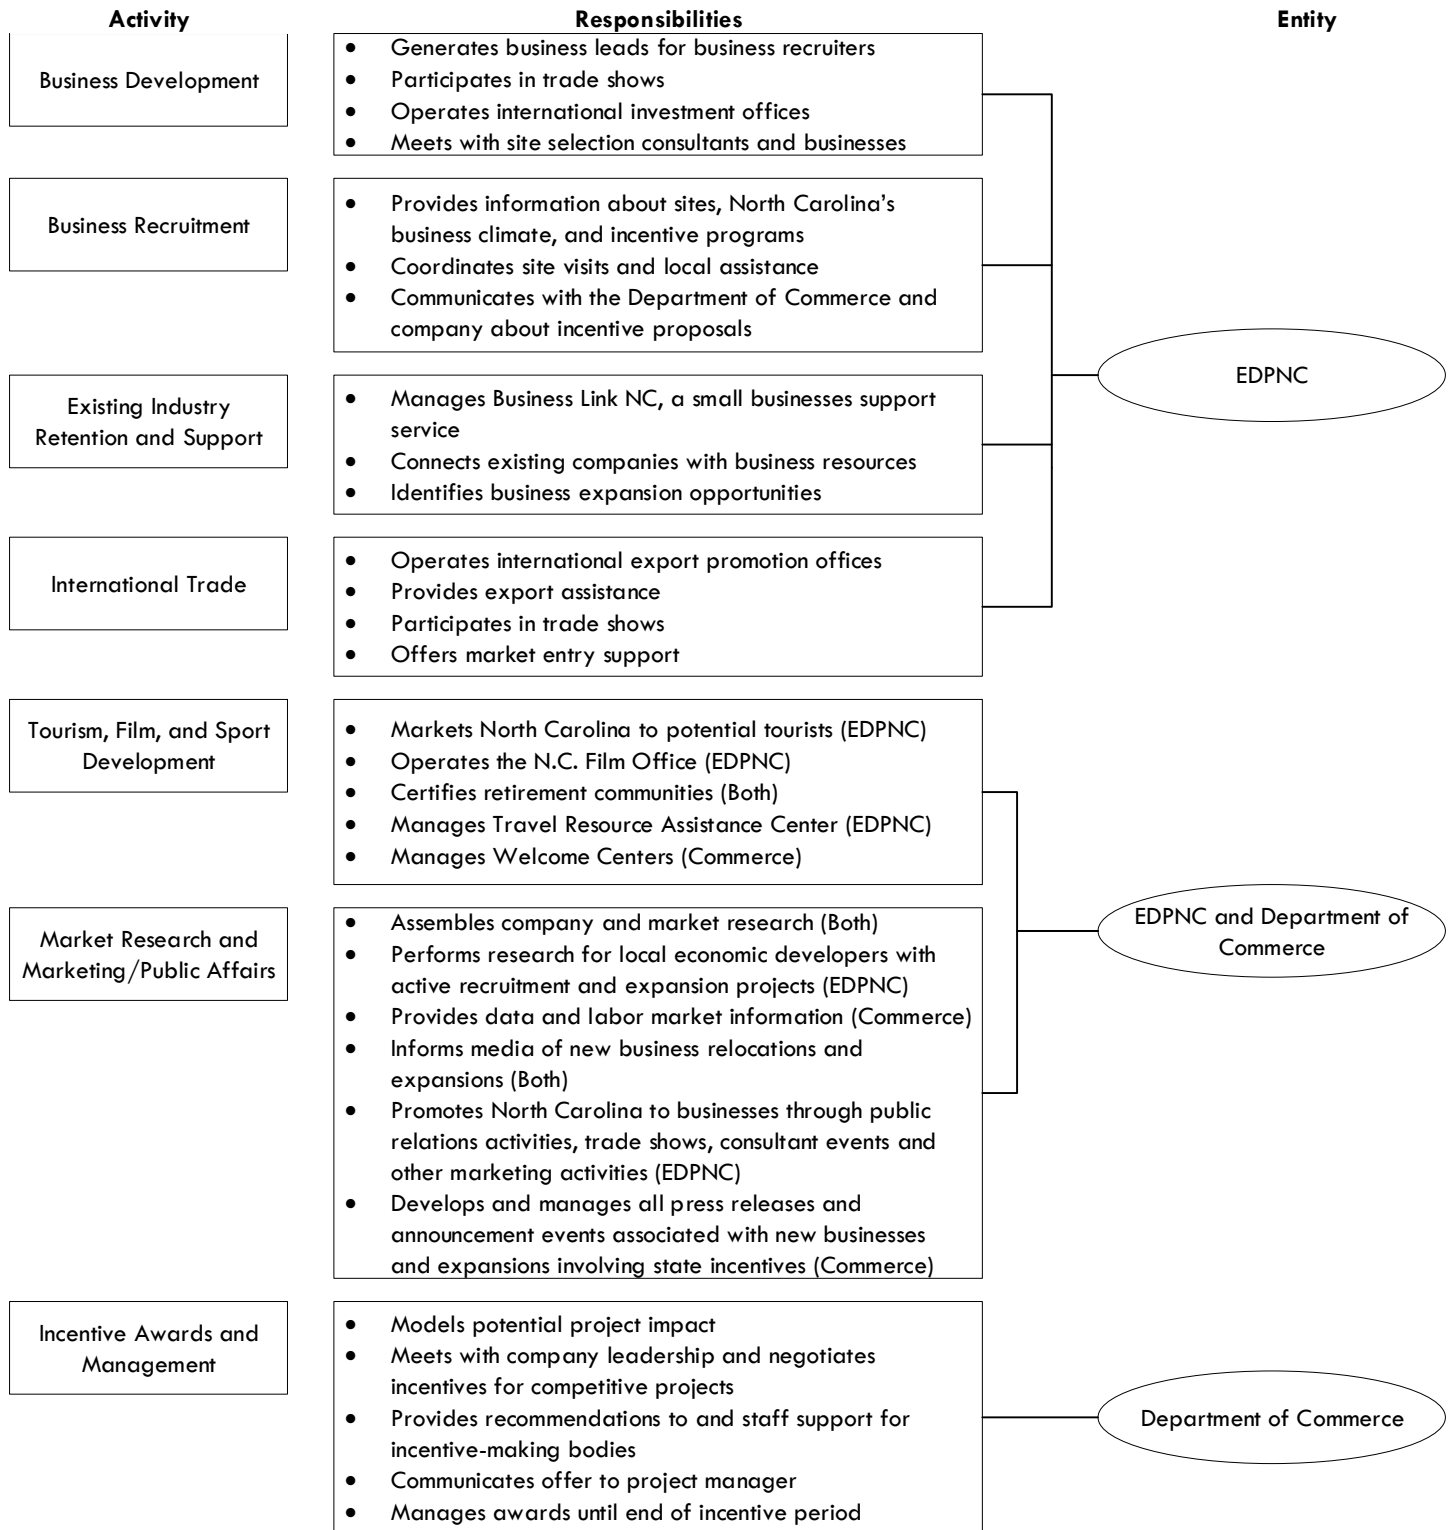 Activity Responsibilities Entity
Business Development
• Generates business leads for business recruiters
• Participates in trade shows
• Operates international investment offices
• Meets with site selection consultants and businesses
Business Recruitment
• Provides information about sites, North Carolina’s
business climate, and incentive programs
• Coordinates site visits and local assistance
• Communicates with the Department of Commerce and
company about incentive proposals
EDPNC
Existing Industry
Retention and Support
• Manages Business Link NC, a small businesses support
service
• Connects existing companies with business resources
• Identifies business expansion opportunities
International Trade
• Operates international export promotion offices
• Provides export assistance
• Participates in trade shows
• Offers market entry support
Tourism, Film, and Sport
Development
• Markets North Carolina to potential tourists (EDPNC)
• Operates the N.C. Film Office (EDPNC)
• Certifies retirement communities (Both)
• Manages Travel Resource Assistance Center (EDPNC)
• Manages Welcome Centers (Commerce)
EDPNC and Department of
Commerce
Market Research and
Marketing/Public Affairs
• Assembles company and market research (Both)
• Performs research for local economic developers with
active recruitment and expansion projects (EDPNC)
• Provides data and labor market information (Commerce)
• Informs media of new business relocations and
expansions (Both)
• Promotes North Carolina to businesses through public
relations activities, trade shows, consultant events and
other marketing activities (EDPNC)
• Develops and manages all press releases and
announcement events associated with new businesses
and expansions involving state incentives (Commerce)
Incentive Awards and
Management
• Models potential project impact
• Meets with company leadership and negotiates
incentives for competitive projects
• Provides recommendations to and staff support for
incentive-making bodies
• Communicates offer to project manager
• Manages awards until end of incentive period
Department of Commerce